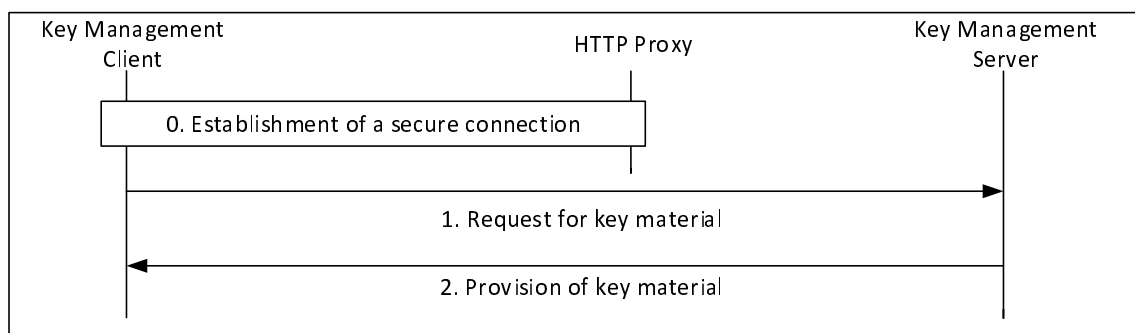 Key Management
Client
HTTP Proxy
Key Management
Server
0. Establishment of a secure connection
1. Request for key material
2. Provision of key material